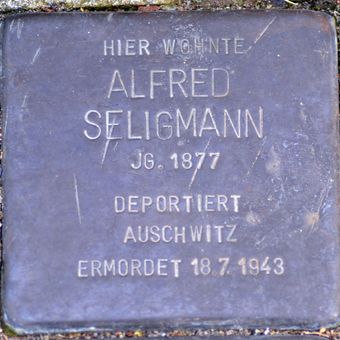 HIER WOHNTE
ALFRED
SELIGMANN
JG. 1877
DEPORTIERT
AUSCHWITZ
ERMORDET 18.7.1943